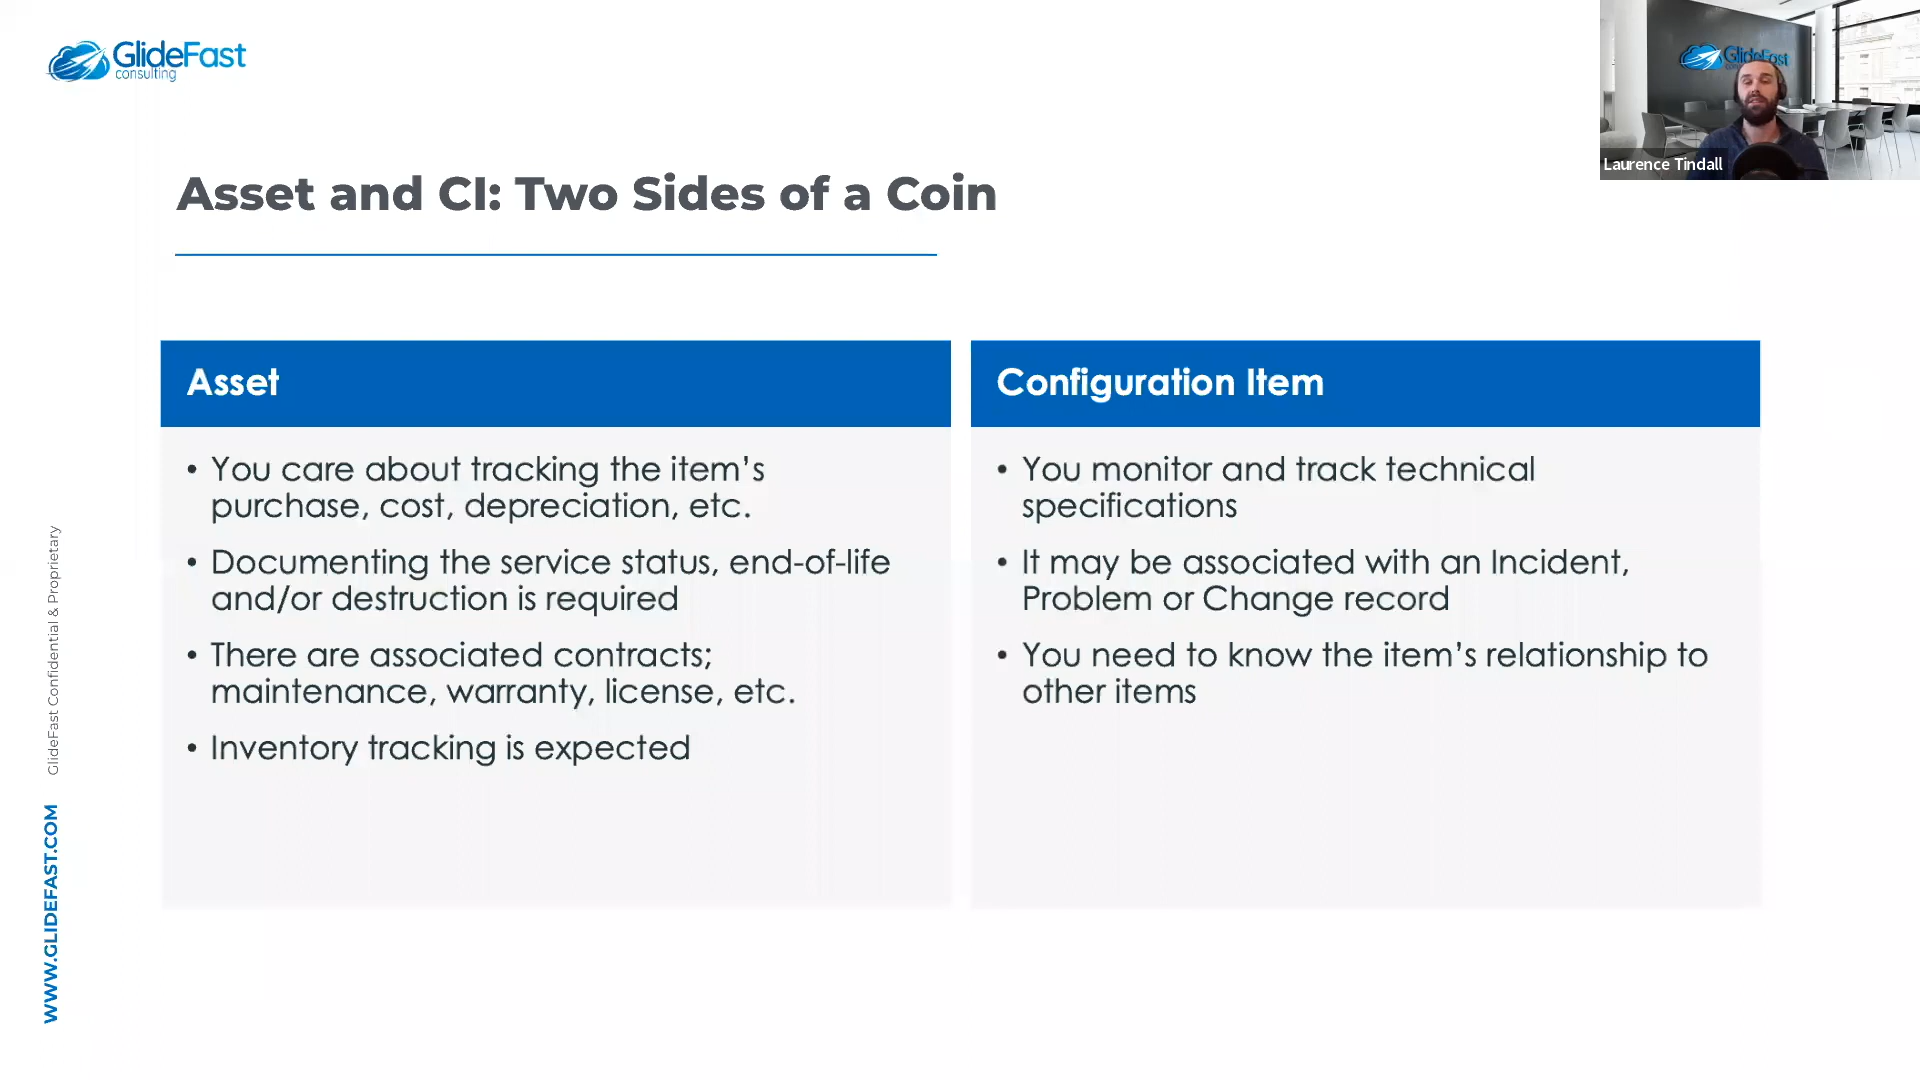 GlideFast
consulting
GlideFast
Laurence Tindall
Asset and CI: Two Sides of a Coin
Asset
• You care about tracking the item’s
purchase, cost, depreciation, etc.
• Documenting the service status, end-of-life
and/or destruction is required
• There are associated contracts;
maintenance, warranty, license, etc.
• Inventory tracking is expected
Configuration Item
• You monitor and track technical
specifications
• It may be associated with an Incident,
Problem or Change record
• You need to know the item’s relationship to
other items
GlideFast Confidential & Proprietary
WWW.GLIDEFAST.COM